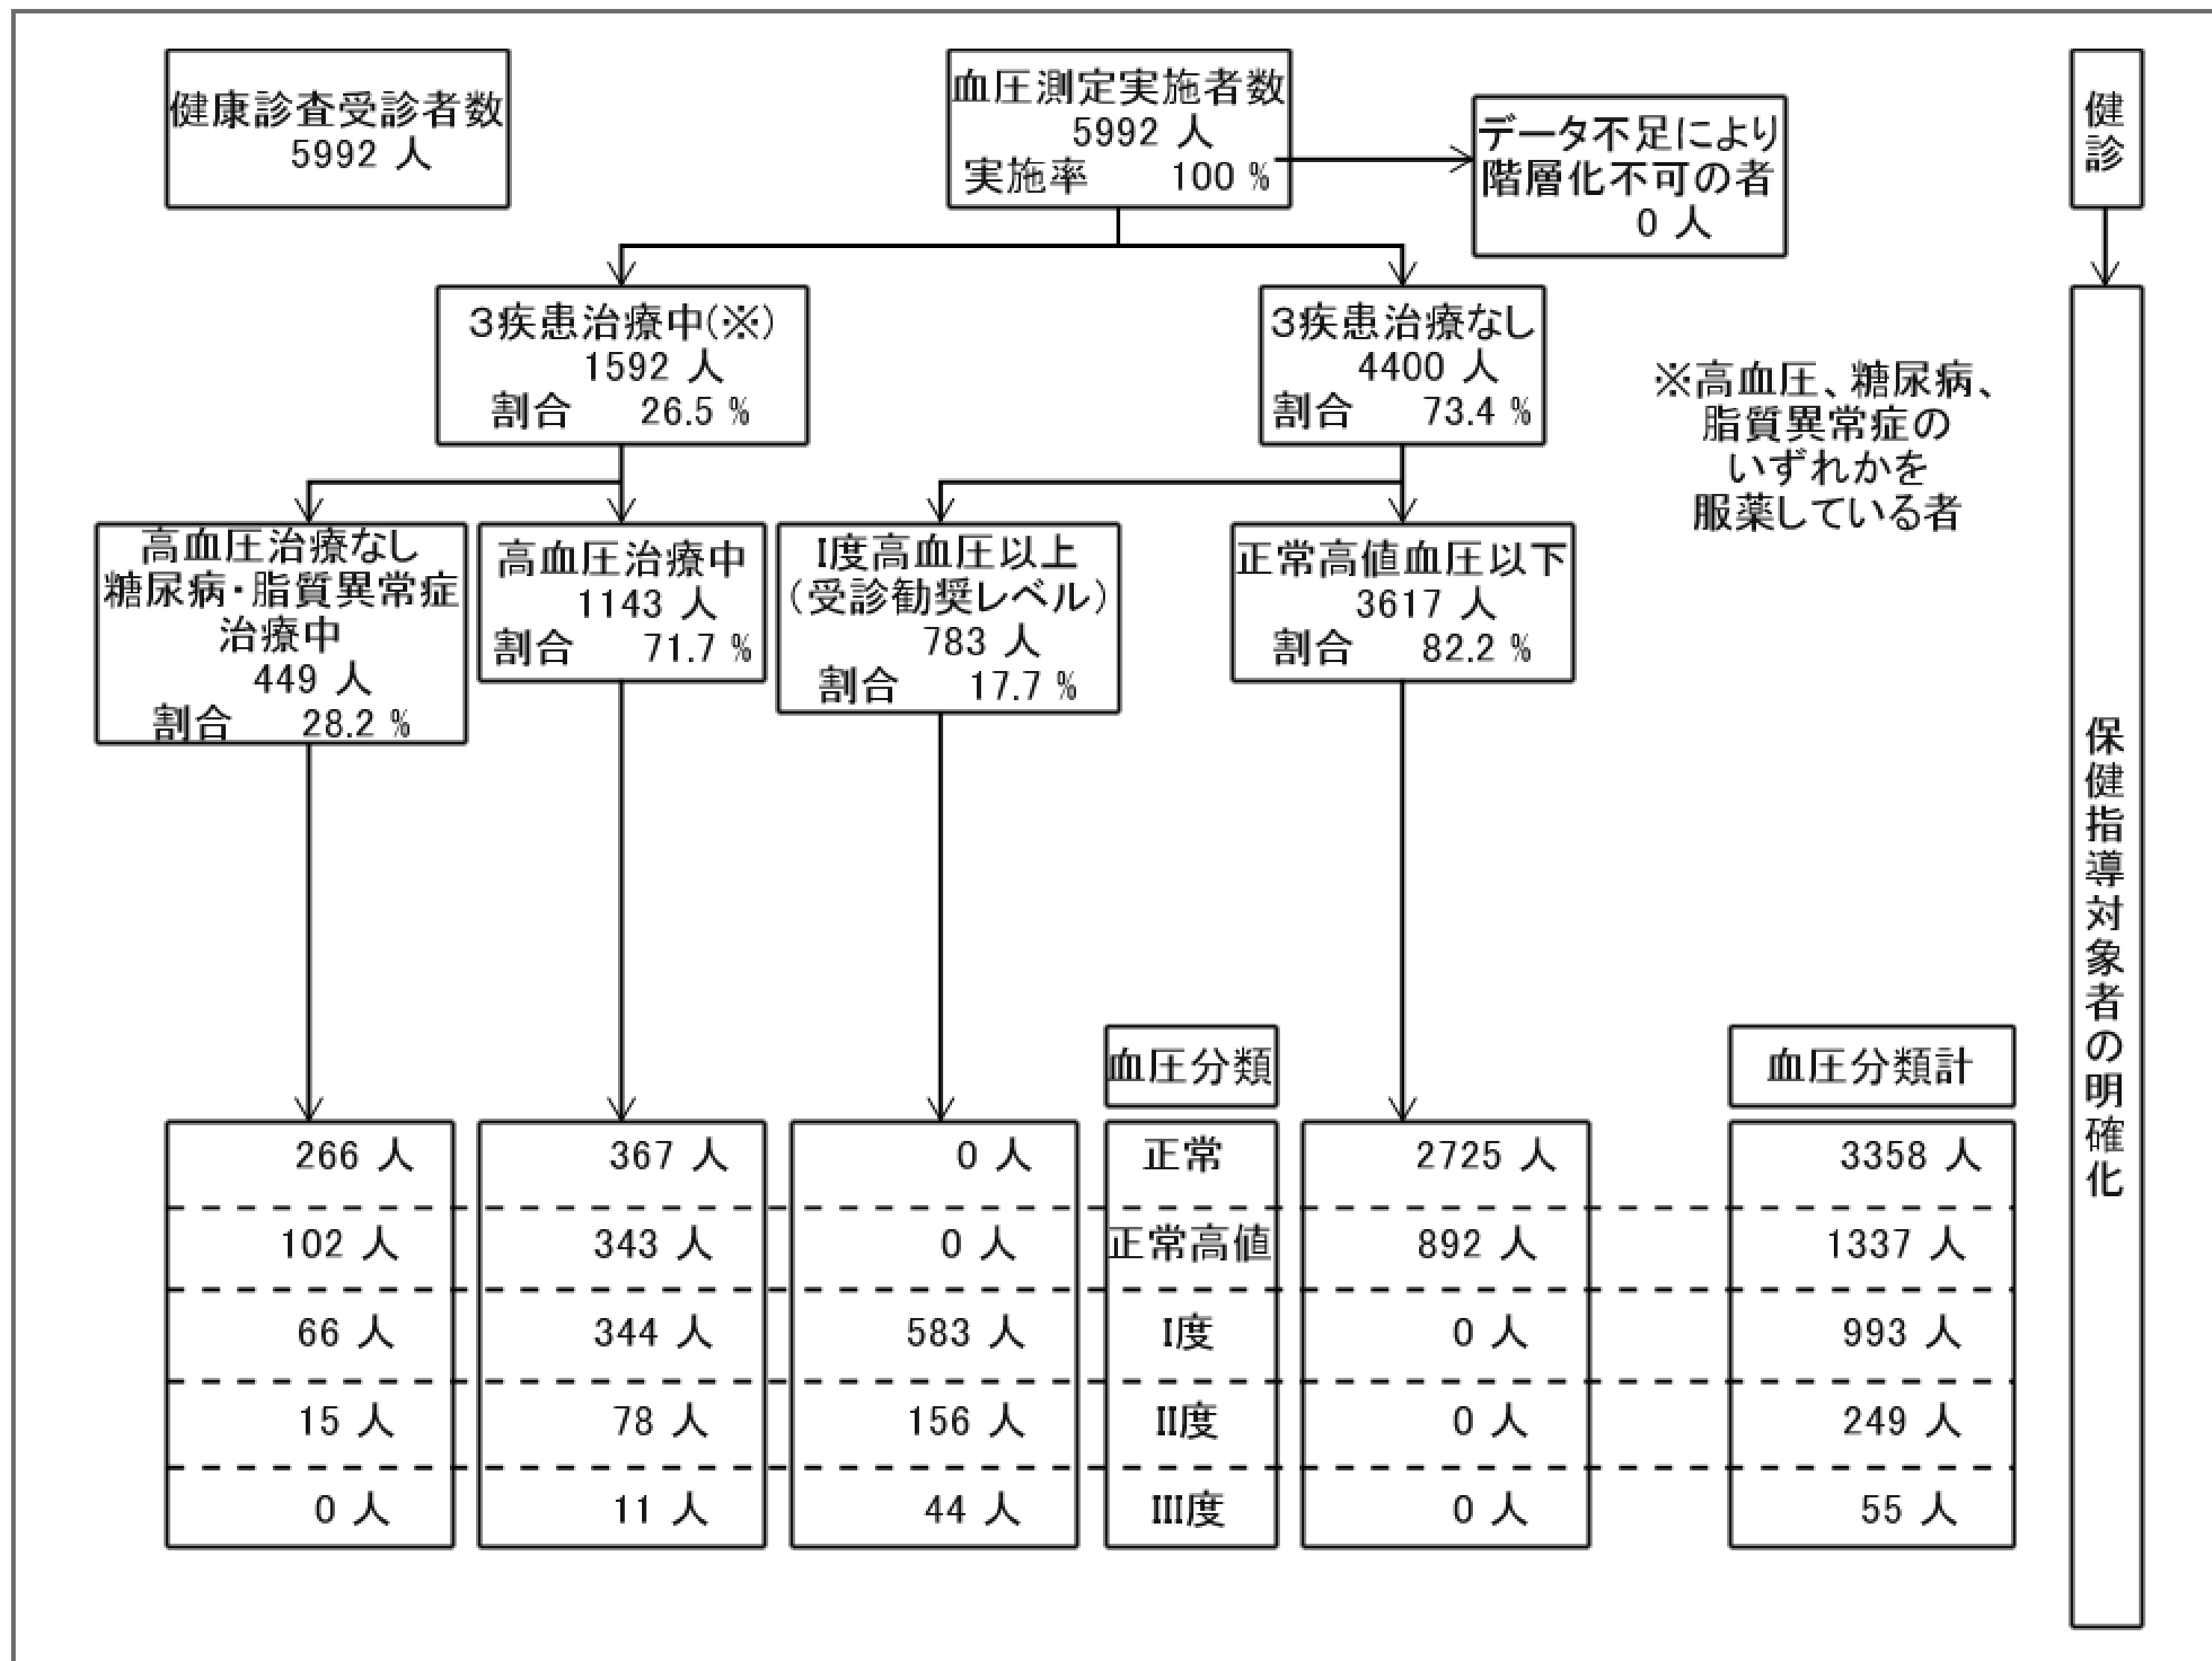 健康診査受診者数
5992 人
血圧測定実施者数
5992 人
実施率 100 %
データ不足により
階層化不可の者
0 人
健診
3疾患治療中(※)
1592 人
割合 26.5 %
3疾患治療なし
4400 人
割合 73.4 %
※高血圧、糖尿病、
脂質異常症の
いずれかを
服薬している者
高血圧治療なし
糖尿病・脂質異常症
治療中
449 人
割合 28.2 %
高血圧治療中
1143 人
割合 71.7 %
I度高血圧以上
(受診勧奨レベル)
783 人
割合 17.7 %
正常高値血圧以下
3617 人
割合 82.2 %
保健指導対象者の明確化
血圧分類 血圧分類計
266 人 367 人 0 人 正常 2725 人 3358 人
102 人 343 人 0 人 正常高値 892 人 1337 人
66 人 344 人 583 人 I度 0 人 993 人
15 人 78 人 156 人 II度 0 人 249 人
0 人 11 人 44 人 III度 0 人 55 人